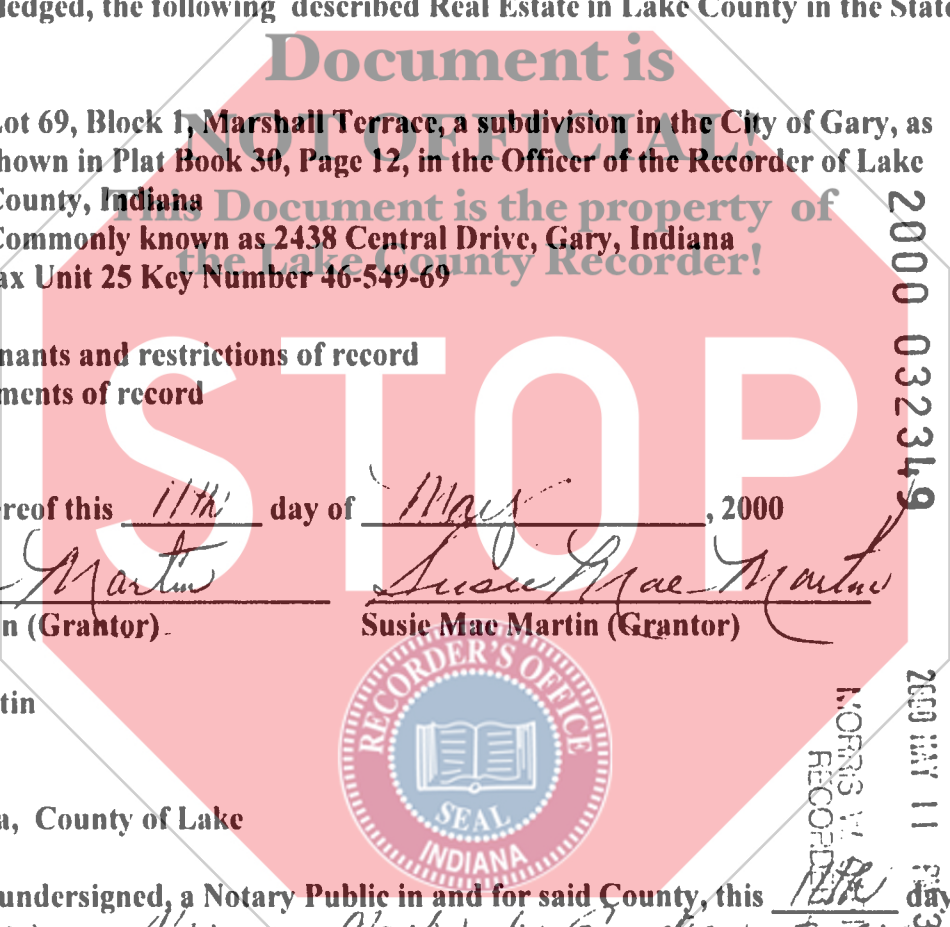 ledged, the following described Real Estate in Lake County in the State
Document is
NOT OFFICIAL!
This Document is the property of
the Lake County Recorder!
Lot 69, Block 1, Marshall Terrace, a subdivision in the City of Gary, as
hown in Plat Book 30, Page 12, in the Officer of the Recorder of Lake
County, Indiana
Commonly known as 2438 Central Drive, Gary, Indiana
ax Unit 25 Key Number 46-549-69
nants and restrictions of record
ments of record
STOP
2000 032349
ereof this 11th day of May, 2000
Martin Susie Mae Martin
n (Grantor) Susie Mae Martin (Grantor)
tin
RECORDER'S OFFICE
SEAL
INDIANA
2000 MAY 11
MORRIS W.
RECORDE
a, County of Lake
undersigned, a Notary Public in and for said County, this 11th day